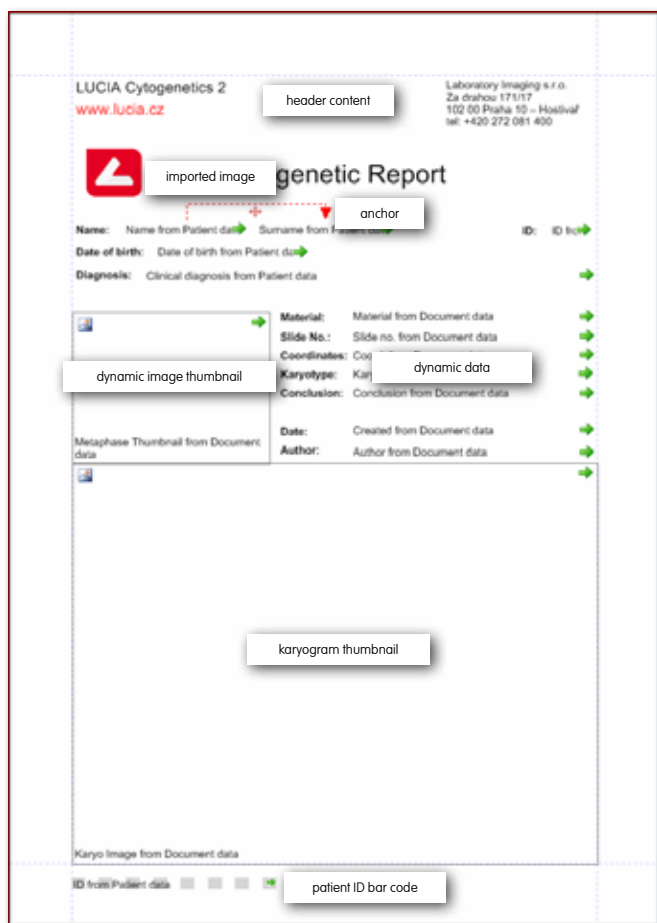 LUCIA Cytogenetics 2
www.lucia.cz
header content
Laboratory Imaging s.r.o.
Za drahou 171/17
102 00 Praha 10 – Hostivař
tel: +420 272 081 400
imported image
genetic Report
anchor
Name: Name from Patient data Surname from Patient ID: ID
Date of birth: Date of birth from Patient data
Diagnosis: Clinical diagnosis from Patient data
Material: Material from Document data
Slide No.: Slide no. from Document data
Coordinates:
dynamic image thumbnail
dynamic data
Karyotype:
Conclusion: Conclusion from Document data
Date: Created from Document data
Metaphase Thumbnail from Document
data
Author: Author from Document data
karyogram thumbnail
Karyo Image from Document data
ID from Patient data
patient ID bar code